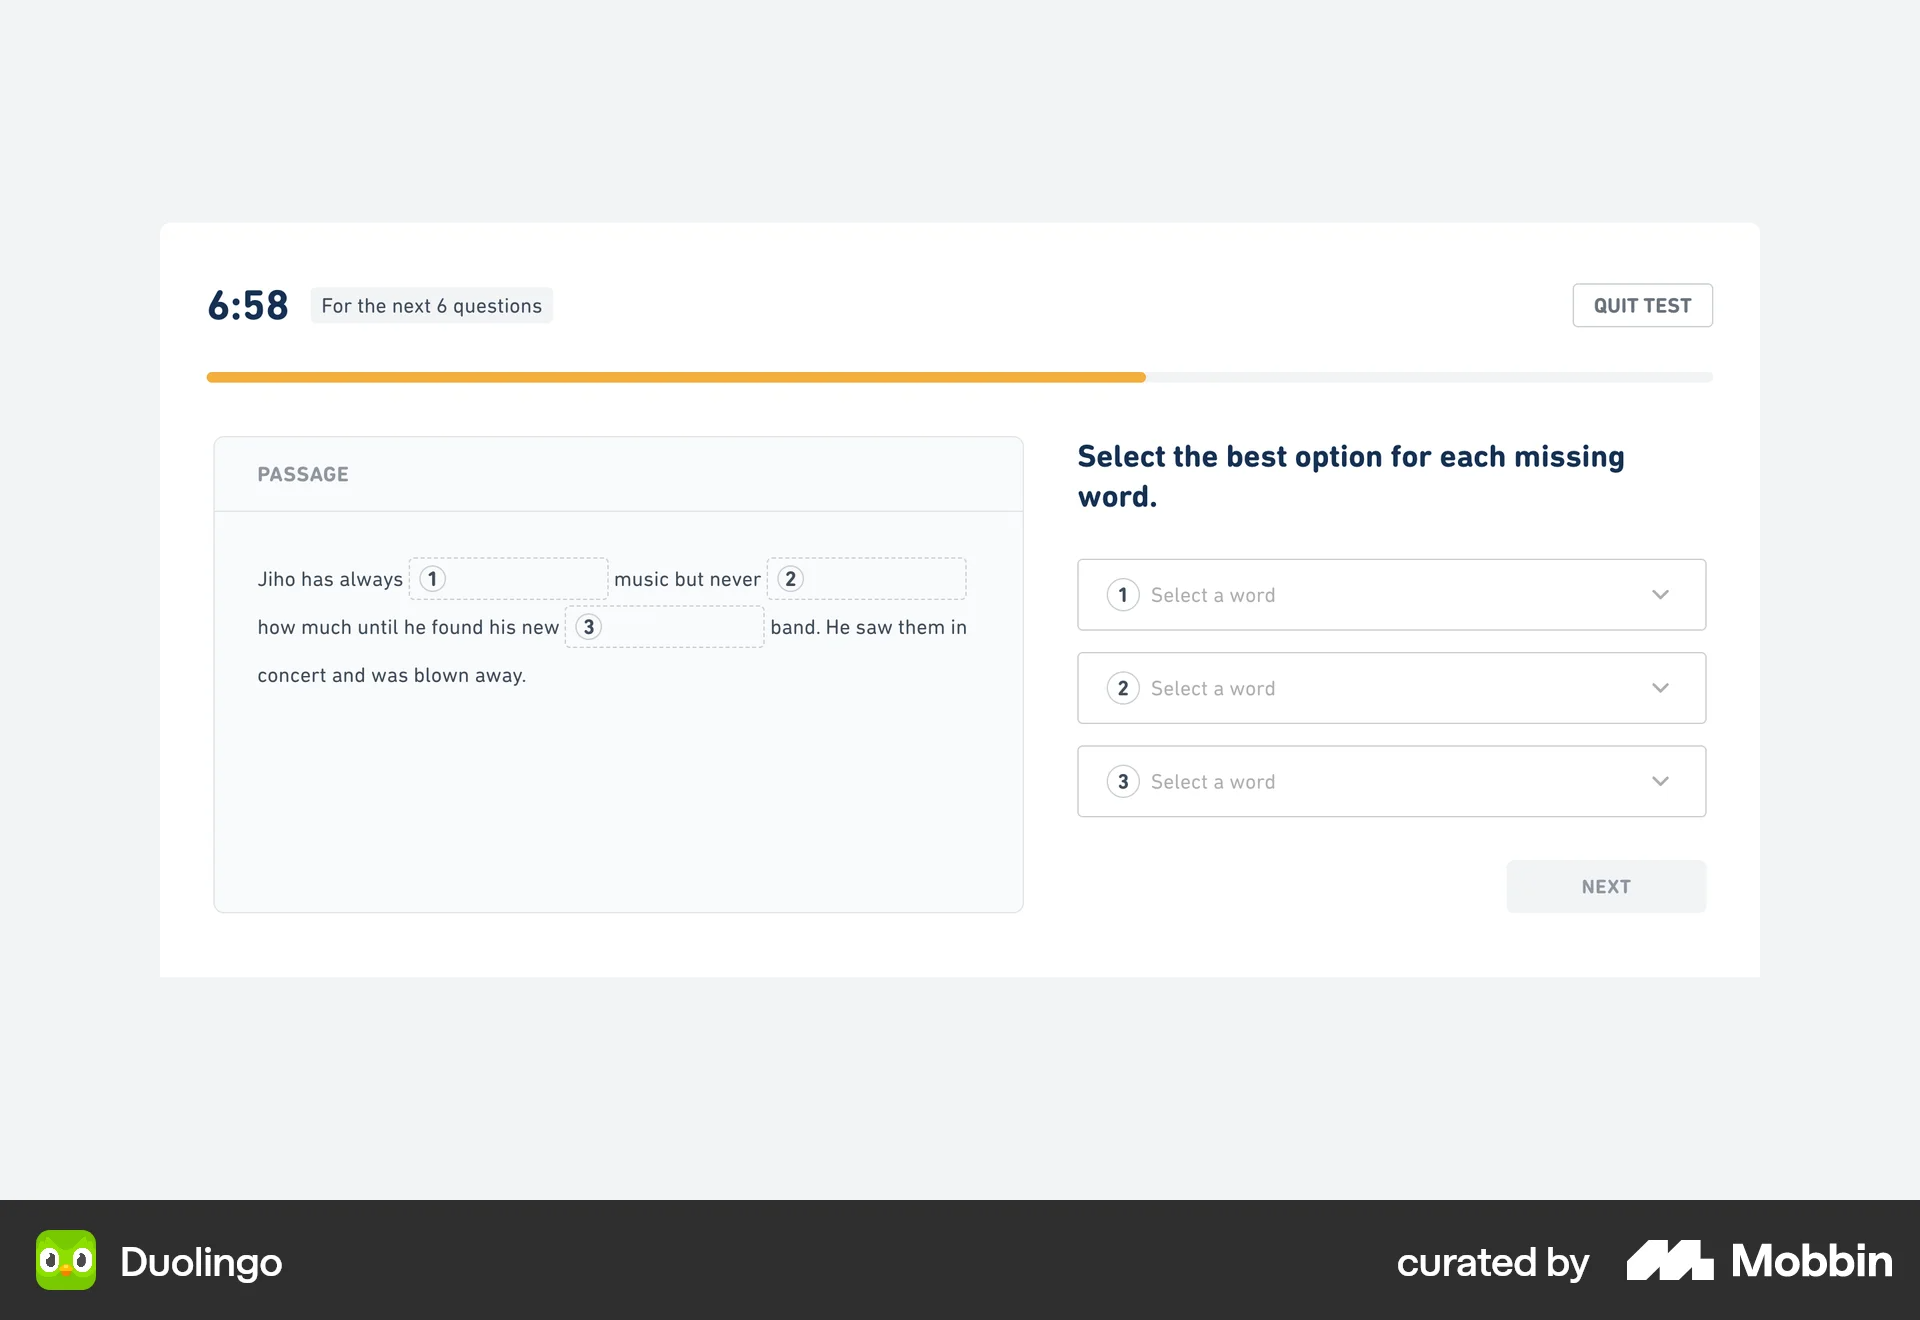 6:58
For the next 6 questions
QUIT TEST
PASSAGE
Jiho has always 1 music but never 2
how much until he found his new 3 band. He saw them in
concert and was blown away.
Select the best option for each missing
word.
1 Select a word
2 Select a word
3 Select a word
NEXT
Duolingo
curated by Mobbin